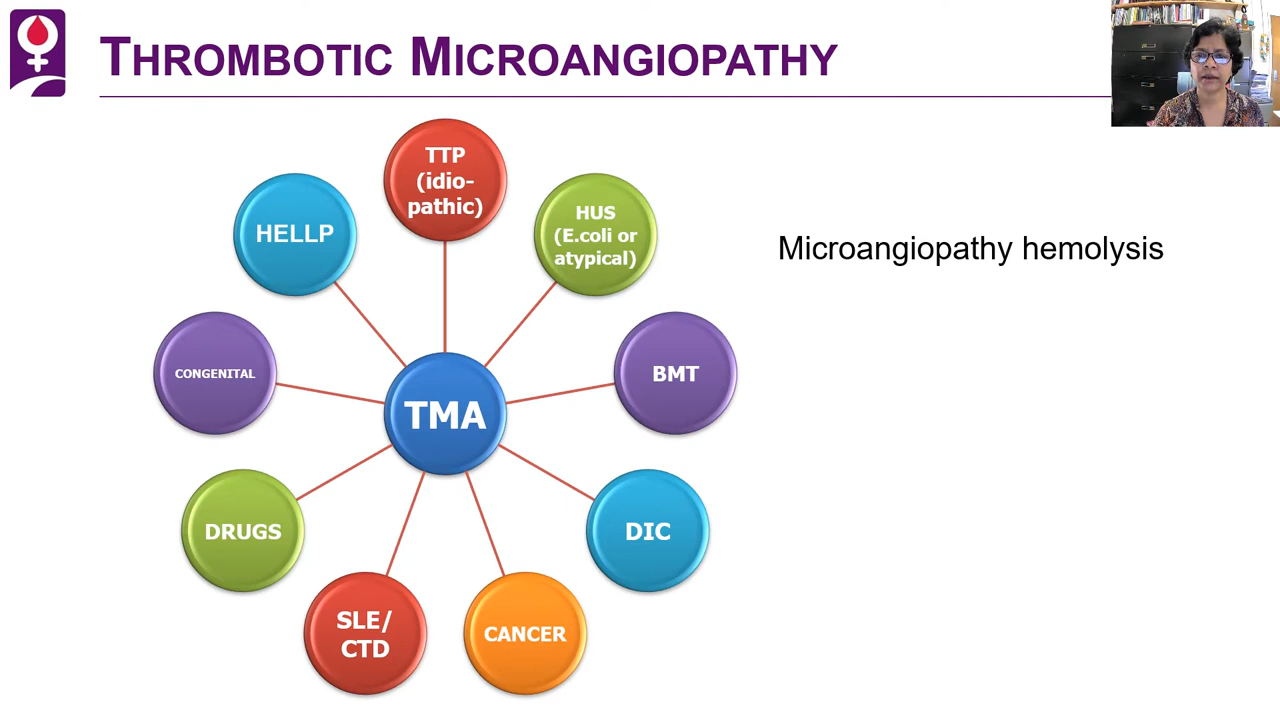 THROMBOTIC MICROANGIOPATHY
TTP
(idio-
pathic)
HUS
(E.coli or
atypical)
BMT
DIC
CANCER
SLE/
CTD
DRUGS
CONGENITAL
HELLP
TMA
Microangiopathy hemolysis